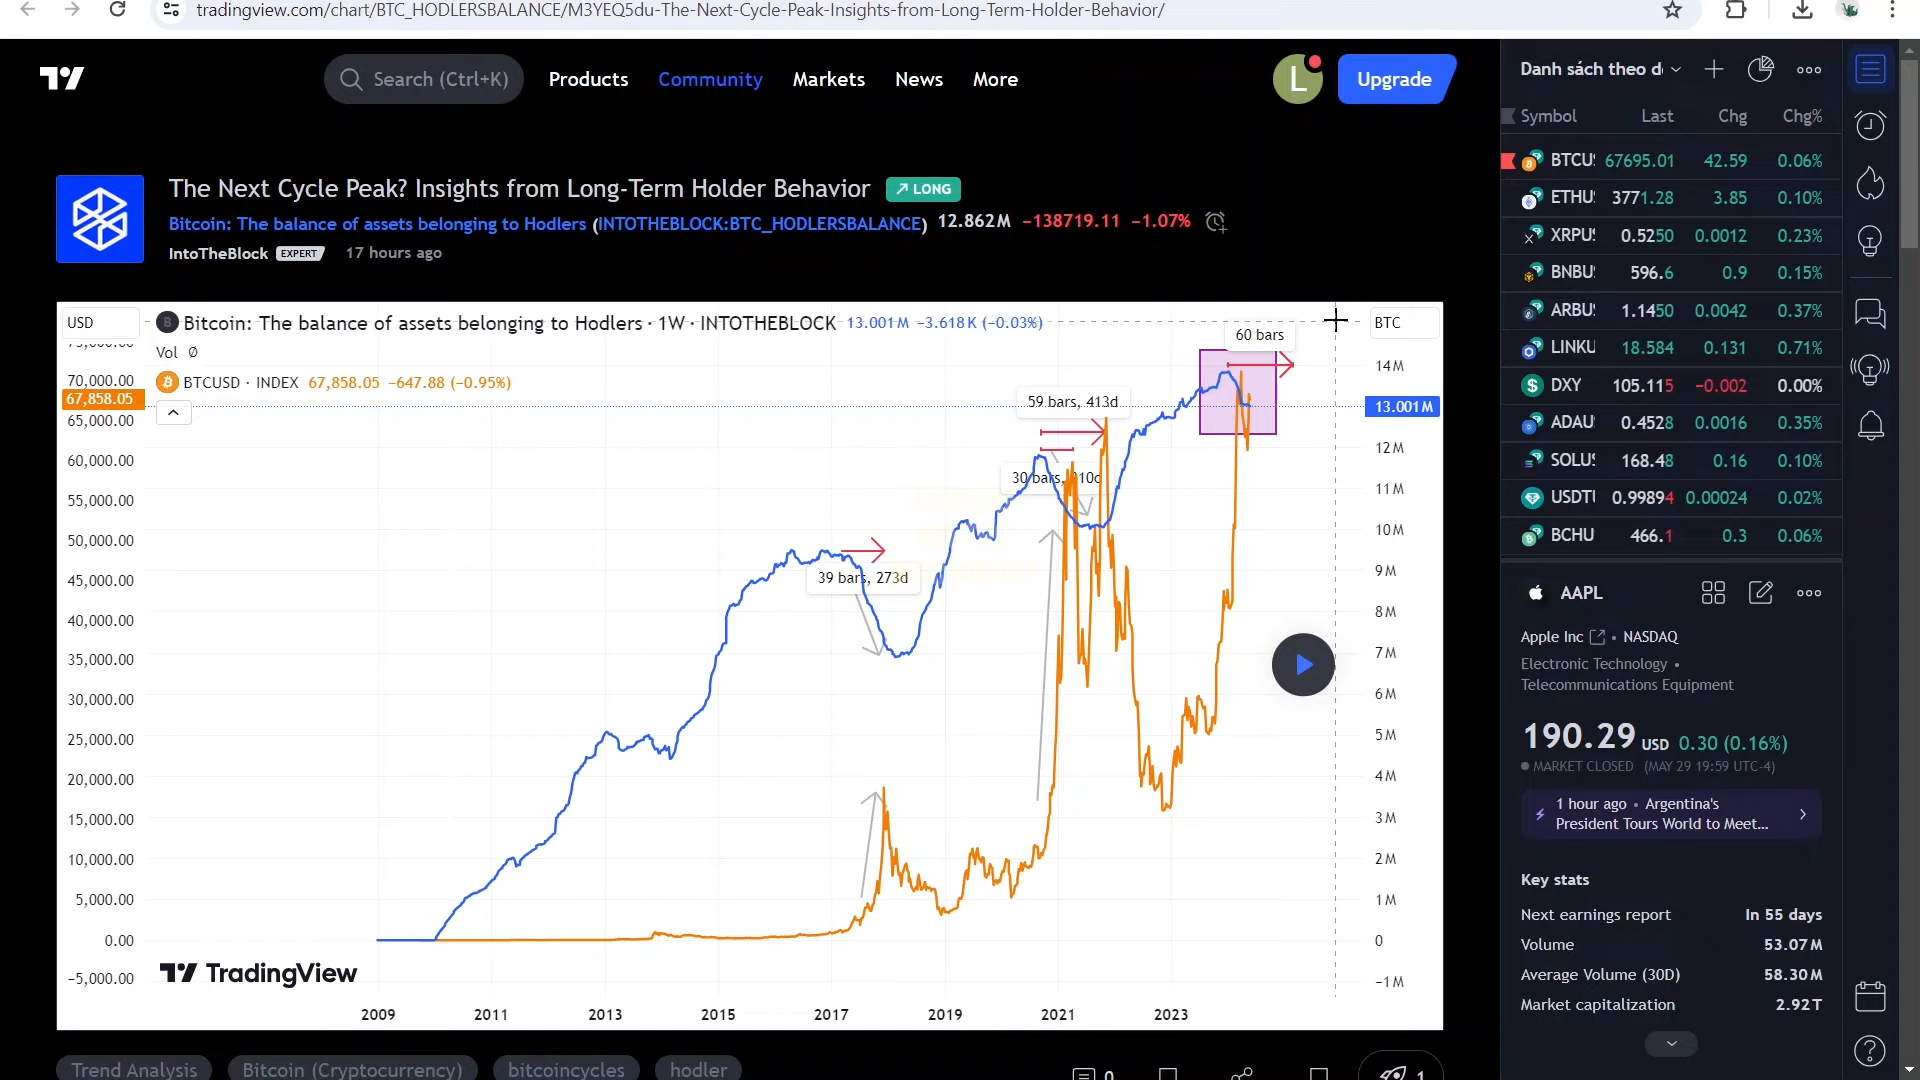 tradingview.com/chart/BTC_HODLERSBALANCE/M3YEQ5du-The-Next-Cycle-Peak-Insights-from-Long-Term-Holder-Behavior/
Search (Ctrl+K)
Products
Community
Markets
News
More
L
Upgrade
The Next Cycle Peak? Insights from Long-Term Holder Behavior
LONG
Bitcoin: The balance of assets belonging to Hodlers (INTOTHEBLOCK:BTC_HODLERSBALANCE) 12.862M −138719.11 −1.07%
IntoTheBlock EXPERT 17 hours ago
USD
Bitcoin: The balance of assets belonging to Hodlers · 1W · INTOTHEBLOCK 13.001M −3.618K (−0.03%)
BTC
Vol Ø
BTCUSD · INDEX 67,858.05 −647.88 (−0.95%)
60 bars
59 bars, 413d
39 bars, 273d
70,000.00
67,858.05
65,000.00
60,000.00
55,000.00
50,000.00
45,000.00
40,000.00
35,000.00
30,000.00
25,000.00
20,000.00
15,000.00
10,000.00
5,000.00
0.00
−5,000.00
14M
13.001M
12M
11M
10M
9M
8M
7M
6M
5M
4M
3M
2M
1M
0
−1M
TradingView
2009 2011 2013 2015 2017 2019 2021 2023
Trend Analysis
Bitcoin (Cryptocurrency)
bitcoincycles
hodler
0
1
Danh sách theo
Symbol Last Chg Chg%
BTCU 67695.01 42.59 0.06%
ETHU 3771.28 3.85 0.10%
XRPU 0.5250 0.0012 0.23%
BNBU 596.6 0.9 0.15%
ARBU 1.1450 0.0042 0.37%
LINKU 18.584 0.131 0.71%
DXY 105.115 −0.002 0.00%
ADAU 0.4528 0.0016 0.35%
SOLU 168.48 0.16 0.10%
USDT 0.99894 0.00024 0.02%
BCHU 466.1 0.3 0.06%
AAPL
Apple Inc • NASDAQ
Electronic Technology •
Telecommunications Equipment
190.29 USD 0.30 (0.16%)
MARKET CLOSED (MAY 29 19:59 UTC-4)
1 hour ago • Argentina's
President Tours World to Meet...
Key stats
Next earnings report In 55 days
Volume 53.07M
Average Volume (30D) 58.30M
Market capitalization 2.92T